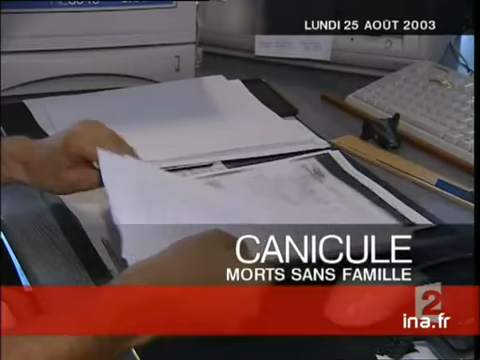 LUNDI 25 AOÛT 2003
CANICULE
MORTS SANS FAMILLE
2
ina.fr